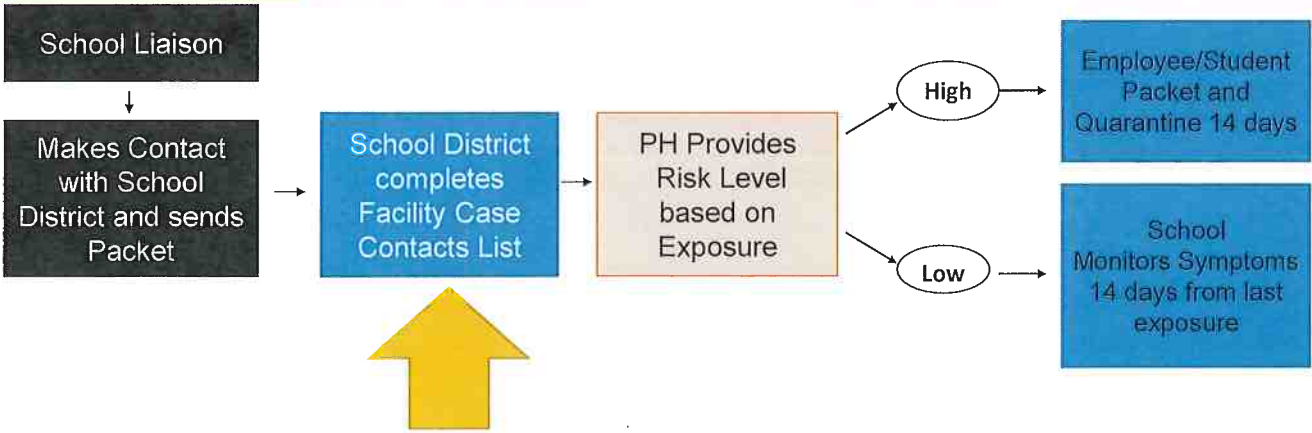 School Liaison
Makes Contact
with School
District and sends
Packet
School District
completes
Facility Case
Contacts List
PH Provides
Risk Level
based on
Exposure
High
Employee/Student
Packet and
Quarantine 14 days
Low
School
Monitors Symptoms
14 days from last
exposure